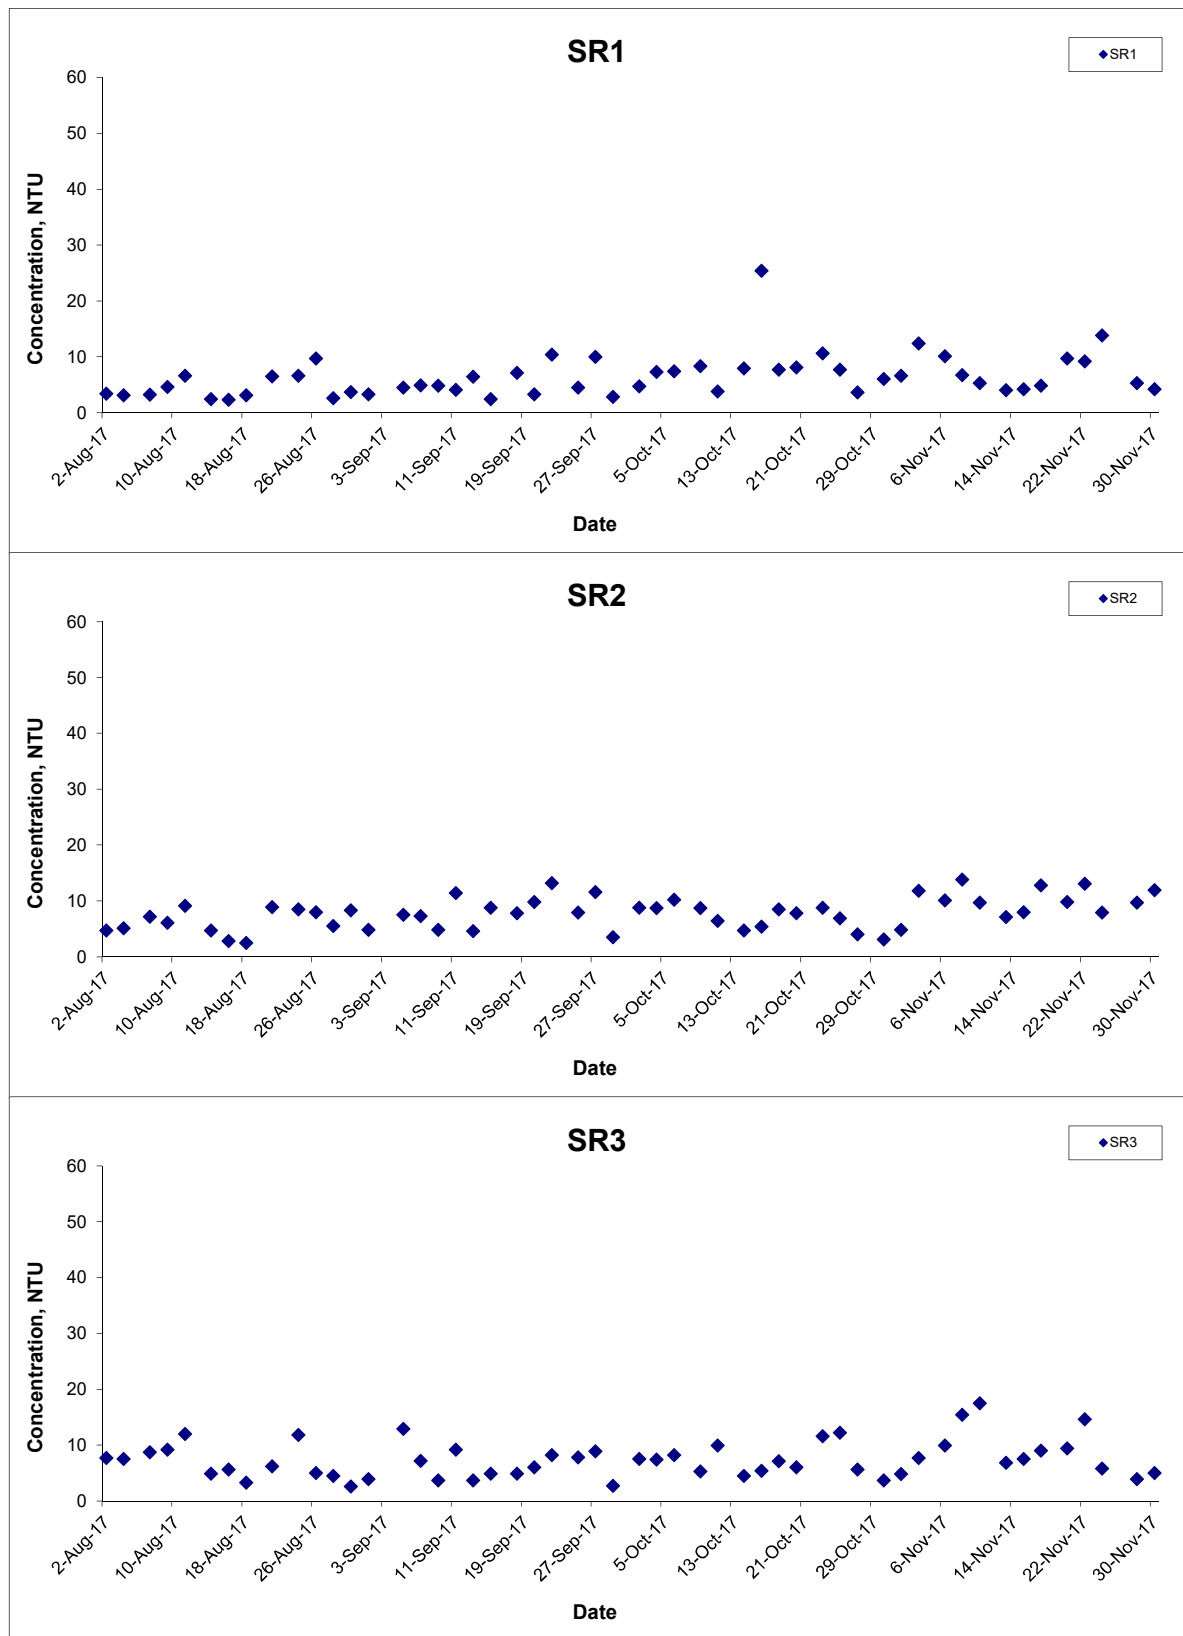 SR1
SR1
60
50
40
30
20
10
0
Concentration, NTU
2-Aug-17
10-Aug-17
18-Aug-17
26-Aug-17
3-Sep-17
11-Sep-17
19-Sep-17
27-Sep-17
5-Oct-17
13-Oct-17
21-Oct-17
29-Oct-17
6-Nov-17
14-Nov-17
22-Nov-17
30-Nov-17
Date
SR2
SR2
60
50
40
30
20
10
0
Concentration, NTU
2-Aug-17
10-Aug-17
18-Aug-17
26-Aug-17
3-Sep-17
11-Sep-17
19-Sep-17
27-Sep-17
5-Oct-17
13-Oct-17
21-Oct-17
29-Oct-17
6-Nov-17
14-Nov-17
22-Nov-17
30-Nov-17
Date
SR3
SR3
60
50
40
30
20
10
0
Concentration, NTU
2-Aug-17
10-Aug-17
18-Aug-17
26-Aug-17
3-Sep-17
11-Sep-17
19-Sep-17
27-Sep-17
5-Oct-17
13-Oct-17
21-Oct-17
29-Oct-17
6-Nov-17
14-Nov-17
22-Nov-17
30-Nov-17
Date